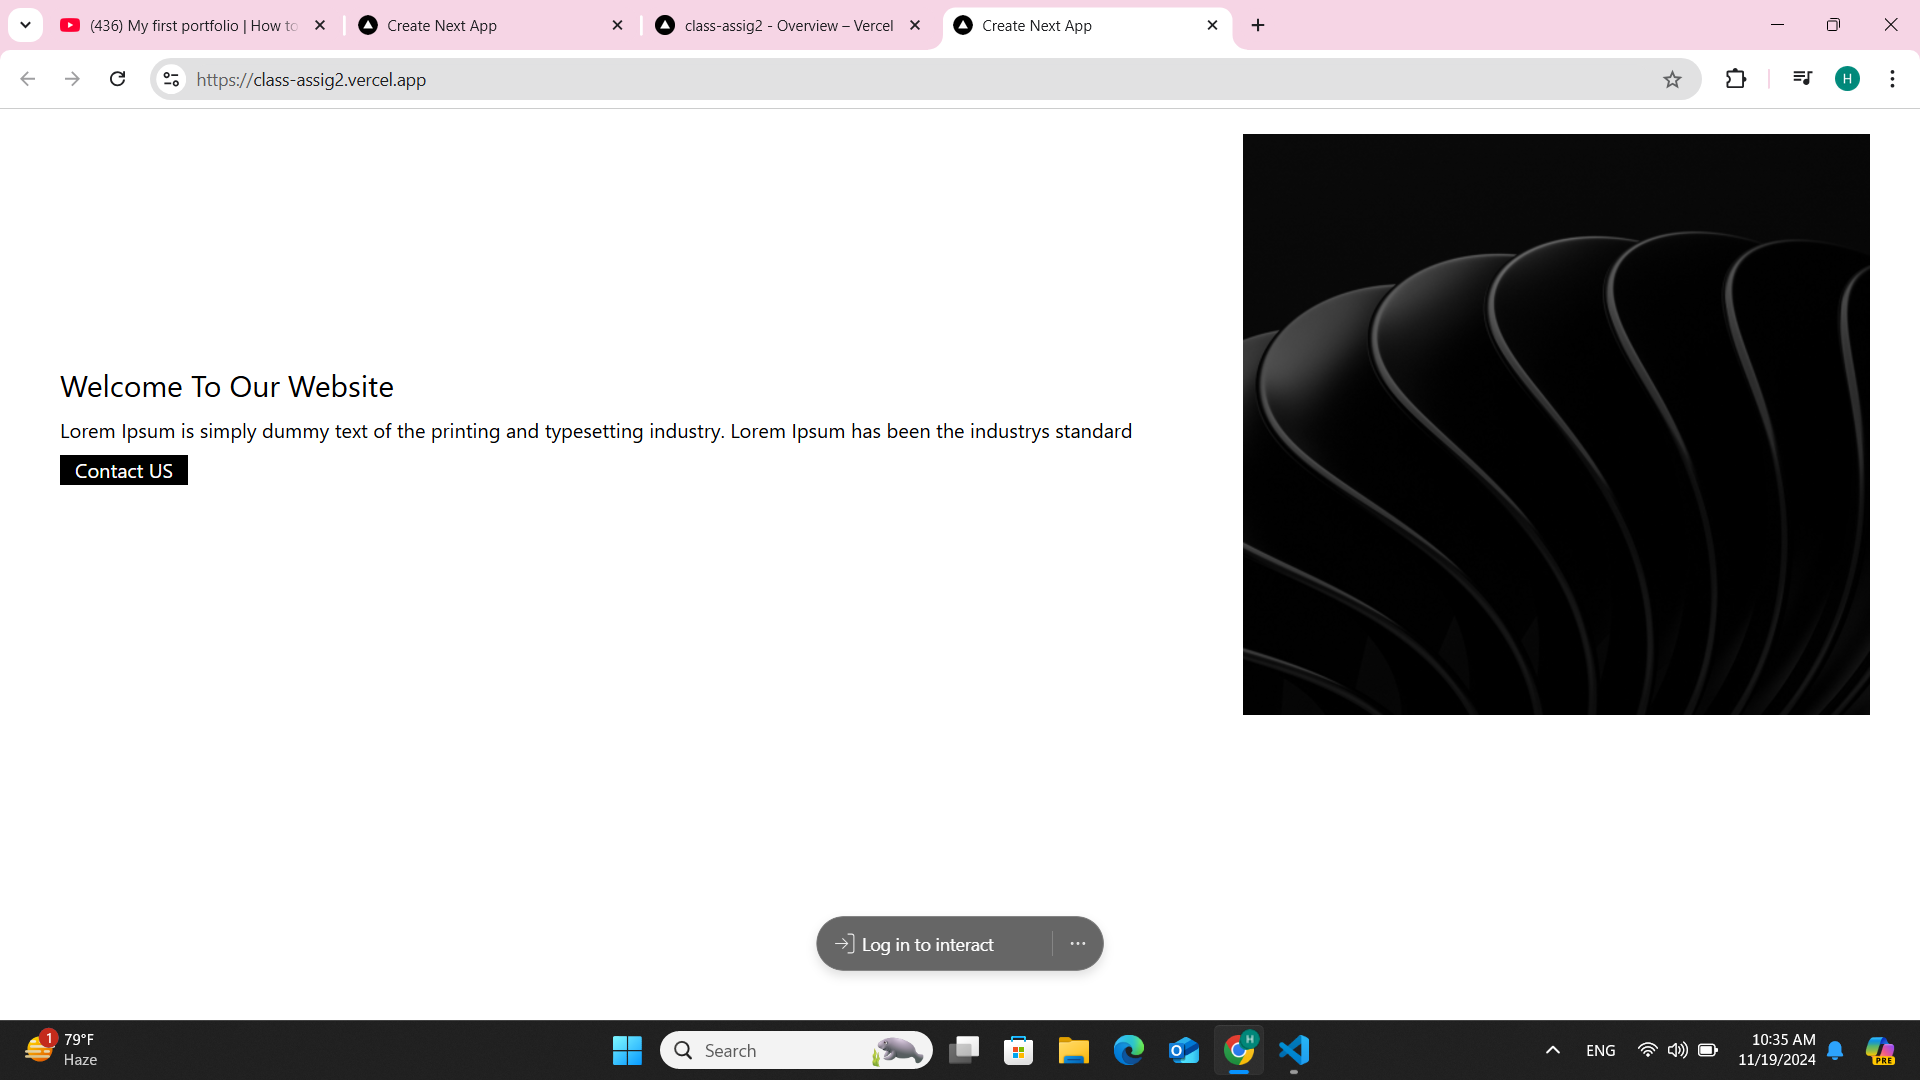 (436) My first portfolio | How to
Create Next App
class-assig2 - Overview – Vercel
Create Next App
https://class-assig2.vercel.app
H
Welcome To Our Website
Lorem Ipsum is simply dummy text of the printing and typesetting industry. Lorem Ipsum has been the industrys standard
Contact US
Log in to interact
1
79°F
Haze
Search
H
ENG
10:35 AM
11/19/2024
PRE